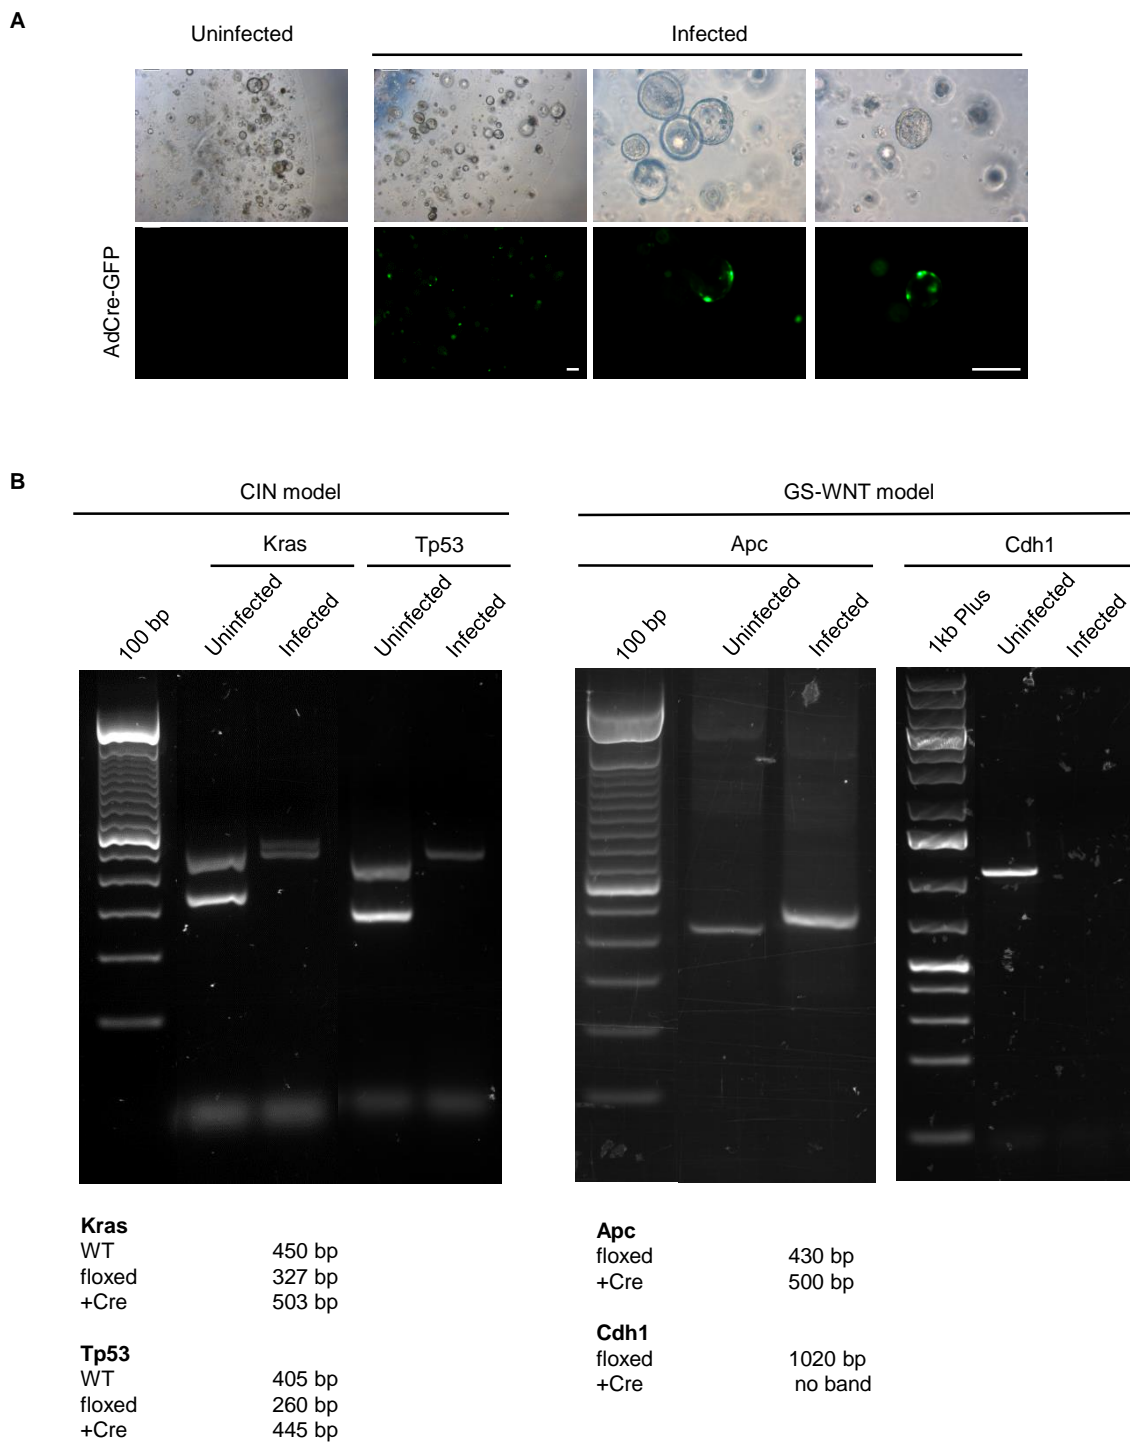 A
Uninfected
Infected
AdCre-GFP
B
CIN model
GS-WNT model
Kras
Tp53
Apc
Cdh1
100 bp
Uninfected
Infected
Uninfected
Infected
100 bp
Uninfected
Infected
1kb Plus
Uninfected
Infected
Kras
WT 450 bp
floxed 327 bp
+Cre 503 bp
Tp53
WT 405 bp
floxed 260 bp
+Cre 445 bp
Apc
floxed 430 bp
+Cre 500 bp
Cdh1
floxed 1020 bp
+Cre no band